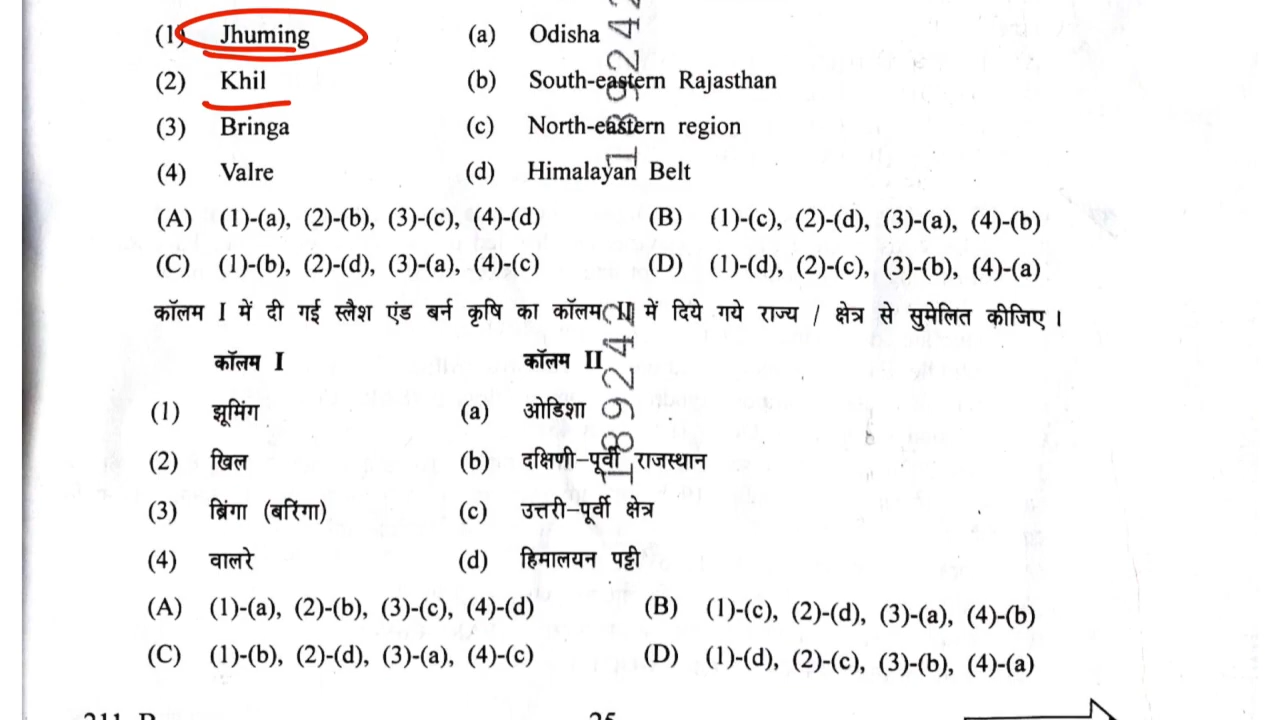 (1) Jhuming (a) Odisha
(2) Khil (b) South-eastern Rajasthan
(3) Bringa (c) North-eastern region
(4) Valre (d) Himalayan Belt
(A) (1)-(a), (2)-(b), (3)-(c), (4)-(d) (B) (1)-(c), (2)-(d), (3)-(a), (4)-(b)
(C) (1)-(b), (2)-(d), (3)-(a), (4)-(c) (D) (1)-(d), (2)-(c), (3)-(b), (4)-(a)
कॉलम I में दी गई स्लैश एंड बर्न कृषि का कॉलम II में दिये गये राज्य / क्षेत्र से सुमेलित कीजिए ।
कॉलम I कॉलम II
(1) झूमिंग (a) ओडिशा
(2) खिल (b) दक्षिणी-पूर्वी राजस्थान
(3) ब्रिंगा (बरिंगा) (c) उत्तरी-पूर्वी क्षेत्र
(4) वालरे (d) हिमालयन पट्टी
(A) (1)-(a), (2)-(b), (3)-(c), (4)-(d) (B) (1)-(c), (2)-(d), (3)-(a), (4)-(b)
(C) (1)-(b), (2)-(d), (3)-(a), (4)-(c) (D) (1)-(d), (2)-(c), (3)-(b), (4)-(a)